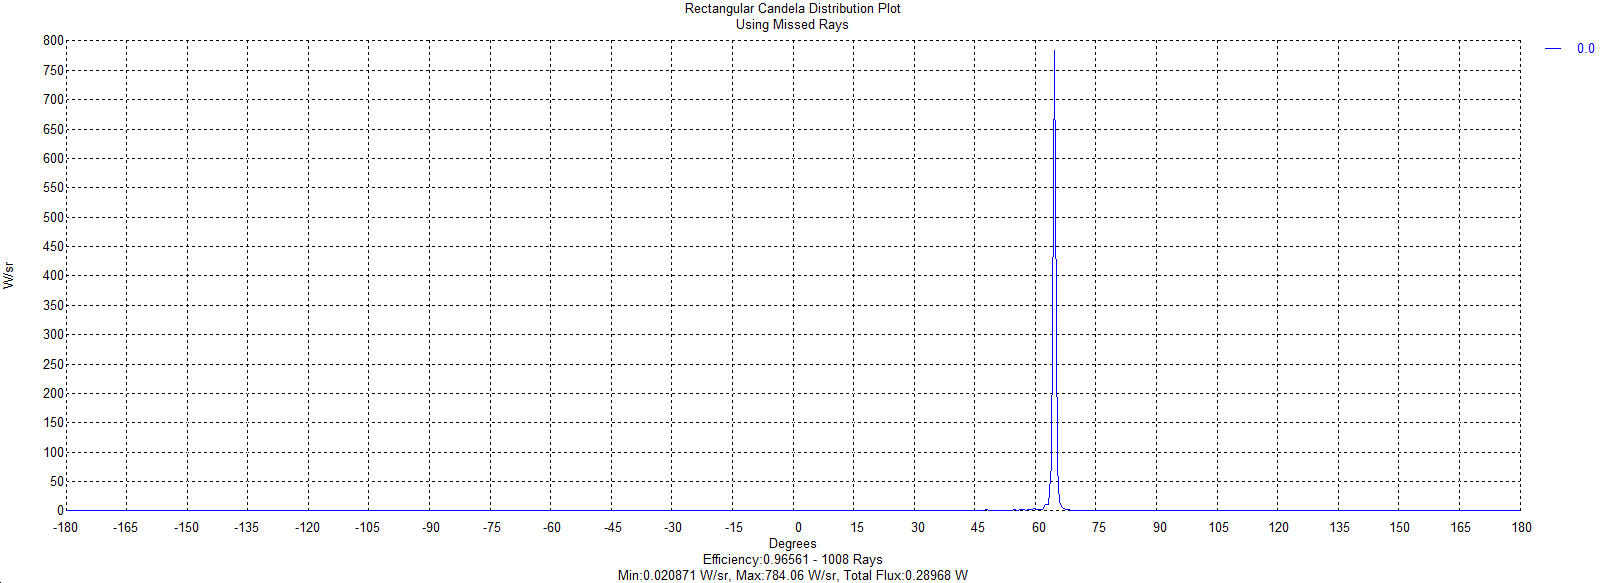 Rectangular Candela Distribution Plot
Using Missed Rays
0.0
800
750
700
650
600
550
500
450
400
350
300
250
200
150
100
50
0
W/sr
-180 -165 -150 -135 -120 -105 -90 -75 -60 -45 -30 -15 0 15 30 45 60 75 90 105 120 135 150 165 180
Degrees
Efficiency:0.96561 - 1008 Rays
Min:0.020871 W/sr, Max:784.06 W/sr, Total Flux:0.28968 W